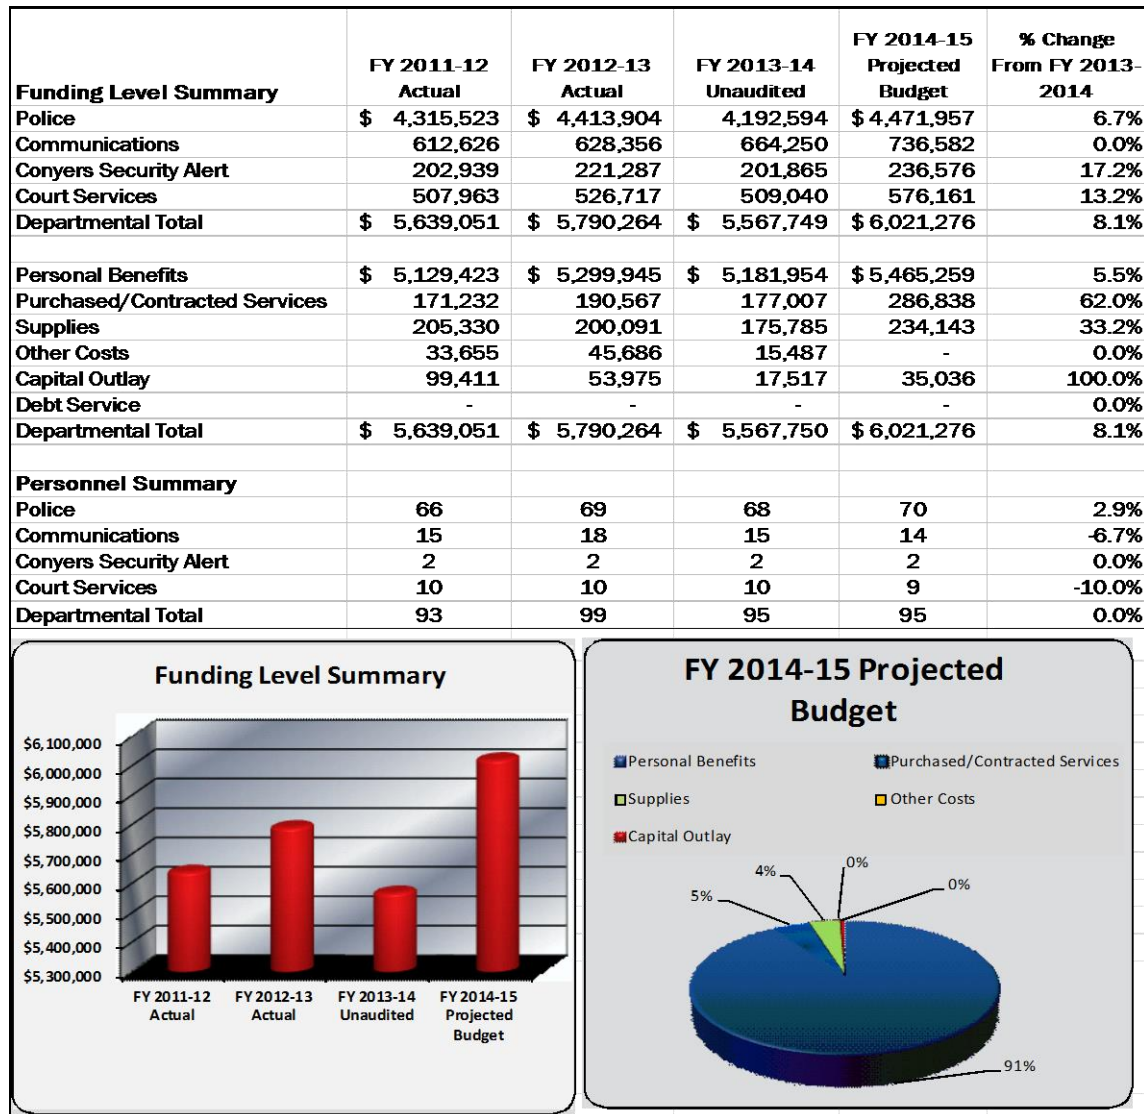 FY 2014-15 % Change
FY 2011-12 FY 2012-13 FY 2013-14 Projected From FY 2013-
Funding Level Summary Actual Actual Unaudited Budget 2014
Police $ 4,315,523 $ 4,413,904 4,192,594 $ 4,471,957 6.7%
Communications 612,626 628,356 664,250 736,582 0.0%
Conyers Security Alert 202,939 221,287 201,865 236,576 17.2%
Court Services 507,963 526,717 509,040 576,161 13.2%
Departmental Total $ 5,639,051 $ 5,790,264 $ 5,567,749 $ 6,021,276 8.1%
Personal Benefits $ 5,129,423 $ 5,299,945 $ 5,181,954 $ 5,465,259 5.5%
Purchased/Contracted Services 171,232 190,567 177,007 286,838 62.0%
Supplies 205,330 200,091 175,785 234,143 33.2%
Other Costs 33,655 45,686 15,487 - 0.0%
Capital Outlay 99,411 53,975 17,517 35,036 100.0%
Debt Service - - - - 0.0%
Departmental Total $ 5,639,051 $ 5,790,264 $ 5,567,750 $ 6,021,276 8.1%
Personnel Summary
Police 66 69 68 70 2.9%
Communications 15 18 15 14 -6.7%
Conyers Security Alert 2 2 2 2 0.0%
Court Services 10 10 10 9 -10.0%
Departmental Total 93 99 95 95 0.0%
Funding Level Summary
$6,100,000
$6,000,000
$5,900,000
$5,800,000
$5,700,000
$5,600,000
$5,500,000
$5,400,000
$5,300,000
FY 2011-12 FY 2012-13 FY 2013-14 FY 2014-15
Actual Actual Unaudited Projected
Budget
FY 2014-15 Projected
Budget
Personal Benefits Purchased/Contracted Services
Supplies Other Costs
Capital Outlay
5% 4% 0% 0%
91%